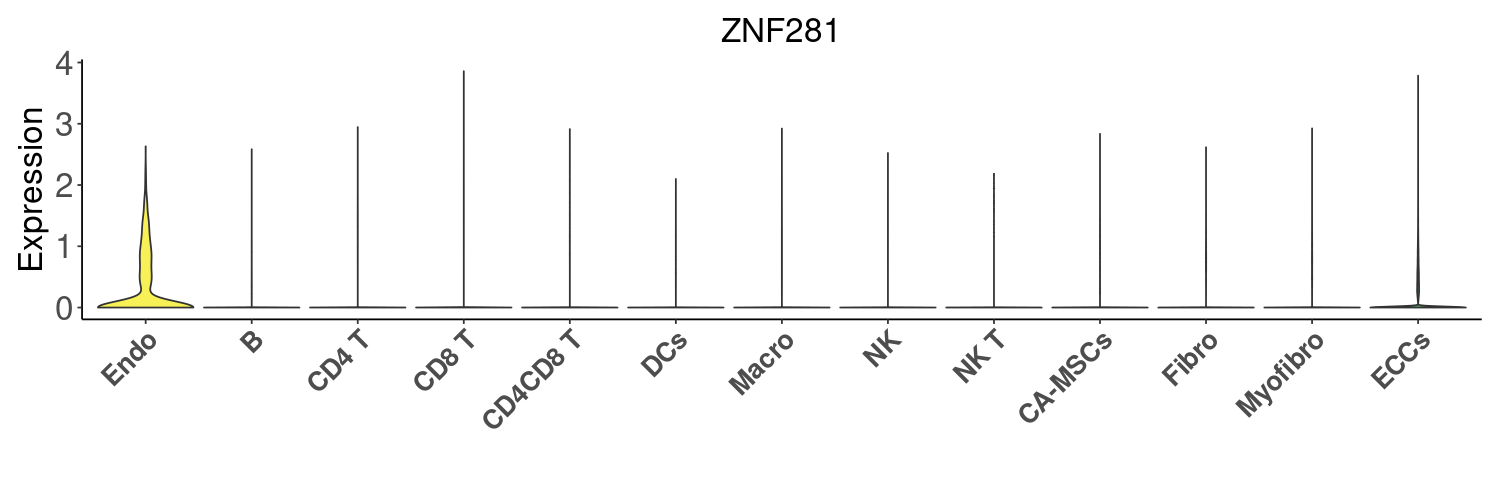 ZNF281
Expression
4
3
2
1
0
Endo
B
CD4 T
CD8 T
CD4CD8 T
DCs
Macro
NK
NK T
CA-MSCs
Fibro
Myofibro
ECCs